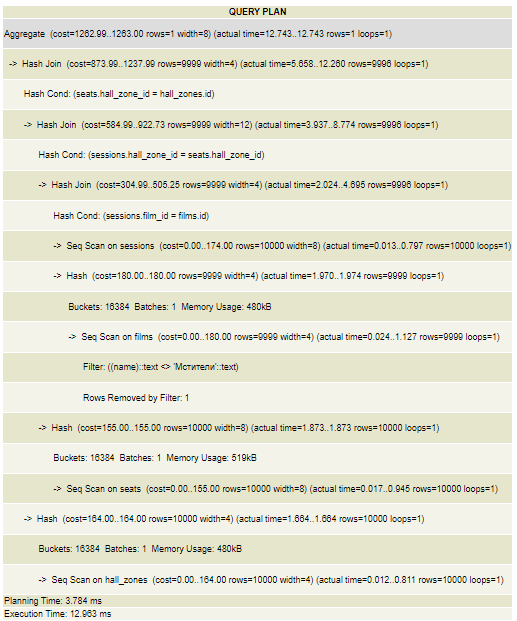 QUERY PLAN
Aggregate (cost=1262.99..1263.00 rows=1 width=8) (actual time=12.743..12.743 rows=1 loops=1)
-> Hash Join (cost=873.99..1237.99 rows=9999 width=4) (actual time=5.658..12.260 rows=9996 loops=1)
Hash Cond: (seats.hall_zone_id = hall_zones.id)
-> Hash Join (cost=584.99..922.73 rows=9999 width=12) (actual time=3.937..8.774 rows=9996 loops=1)
Hash Cond: (sessions.hall_zone_id = seats.hall_zone_id)
-> Hash Join (cost=304.99..505.25 rows=9999 width=4) (actual time=2.024..4.695 rows=9996 loops=1)
Hash Cond: (sessions.film_id = films.id)
-> Seq Scan on sessions (cost=0.00..174.00 rows=10000 width=8) (actual time=0.013..0.797 rows=10000 loops=1)
-> Hash (cost=180.00..180.00 rows=9999 width=4) (actual time=1.970..1.974 rows=9999 loops=1)
Buckets: 16384 Batches: 1 Memory Usage: 480kB
-> Seq Scan on films (cost=0.00..180.00 rows=9999 width=4) (actual time=0.024..1.127 rows=9999 loops=1)
Filter: ((name)::text <> 'Мстители'::text)
Rows Removed by Filter: 1
-> Hash (cost=155.00..155.00 rows=10000 width=8) (actual time=1.873..1.873 rows=10000 loops=1)
Buckets: 16384 Batches: 1 Memory Usage: 519kB
-> Seq Scan on seats (cost=0.00..155.00 rows=10000 width=8) (actual time=0.017..0.945 rows=10000 loops=1)
-> Hash (cost=164.00..164.00 rows=10000 width=4) (actual time=1.664..1.664 rows=10000 loops=1)
Buckets: 16384 Batches: 1 Memory Usage: 480kB
-> Seq Scan on hall_zones (cost=0.00..164.00 rows=10000 width=4) (actual time=0.012..0.811 rows=10000 loops=1)
Planning Time: 3.784 ms
Execution Time: 12.963 ms